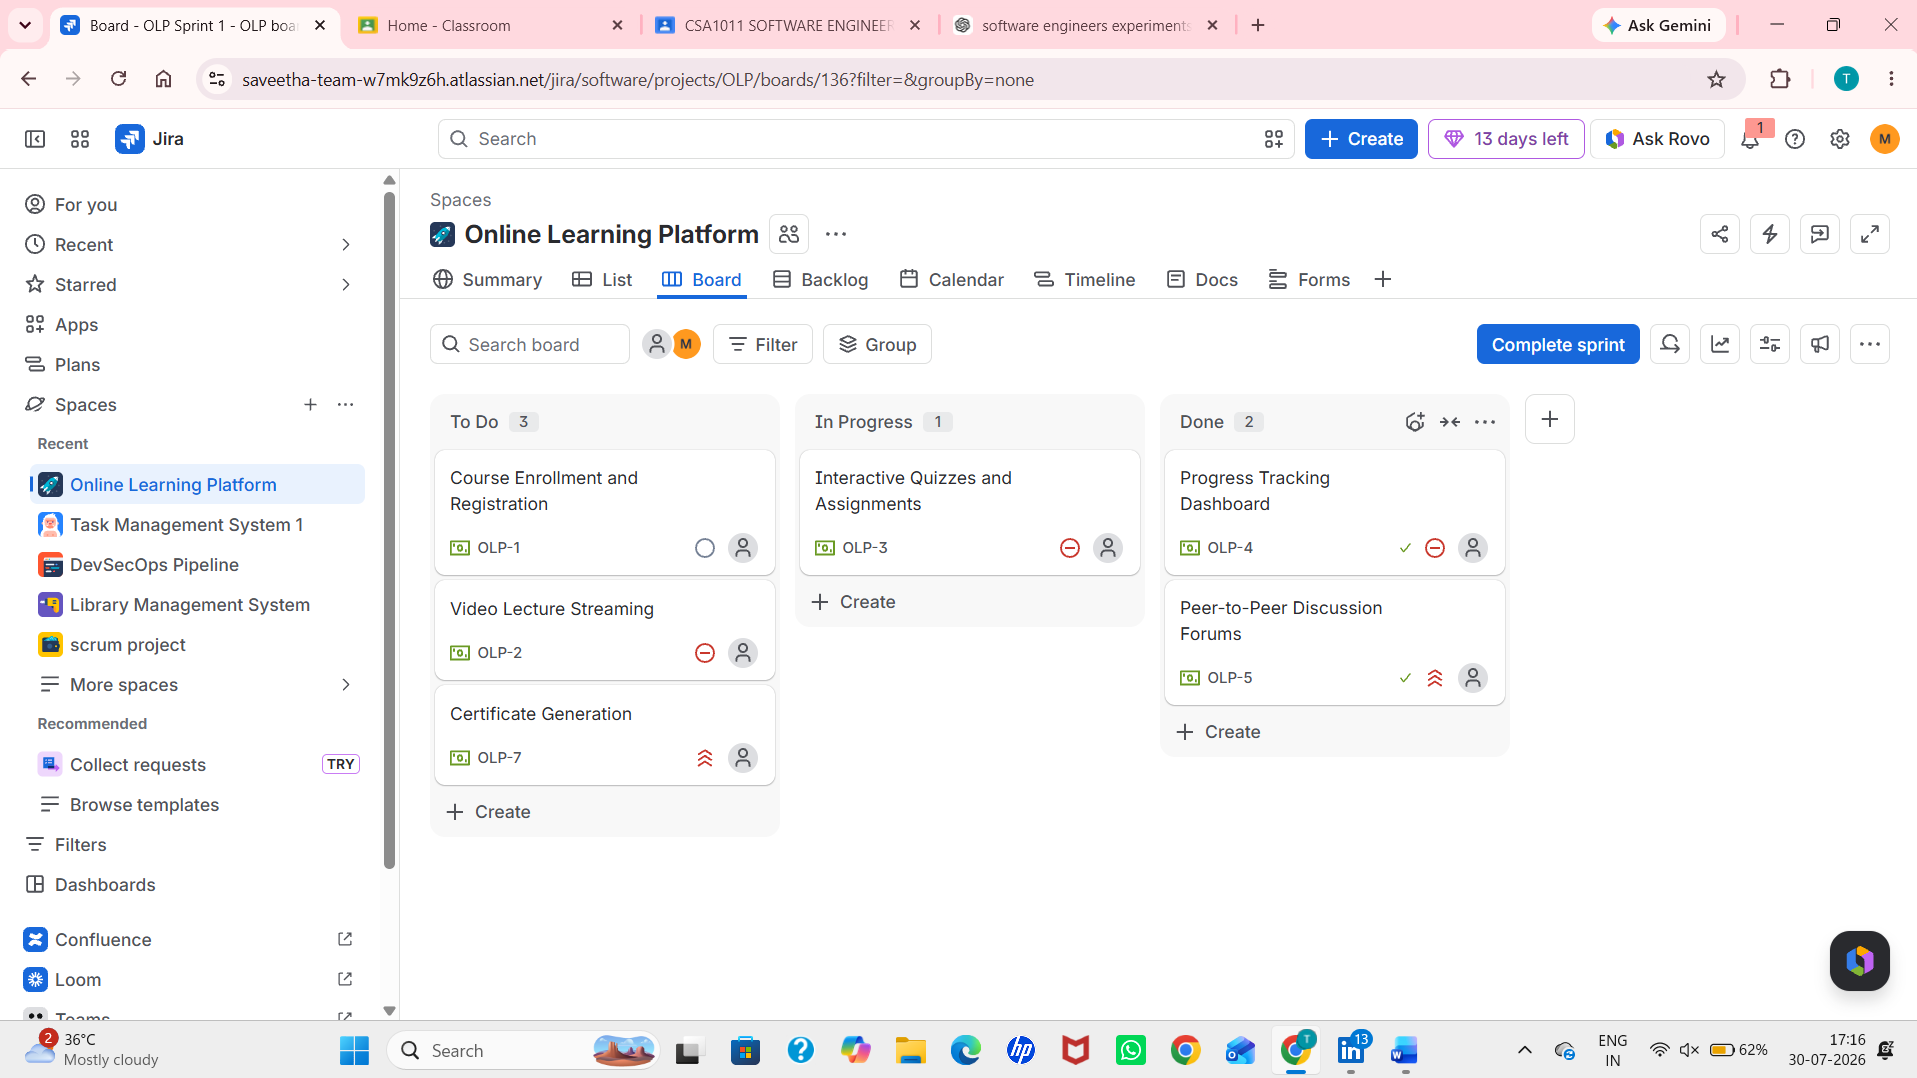 Board - OLP Sprint 1 - OLP boar
Home - Classroom
CSA1011 SOFTWARE ENGINEER
software engineers experiments
Ask Gemini
saveetha-team-w7mk9z6h.atlassian.net/jira/software/projects/OLP/boards/136?filter=&groupBy=none
T
Jira
Search
Create
13 days left
Ask Rovo
1
M
For you
Recent
Starred
Apps
Plans
Spaces
Recent
Online Learning Platform
Task Management System 1
DevSecOps Pipeline
Library Management System
scrum project
More spaces
Recommended
Collect requests
TRY
Browse templates
Filters
Dashboards
Confluence
Loom
Teams
Spaces
Online Learning Platform
Summary
List
Board
Backlog
Calendar
Timeline
Docs
Forms
Search board
M
Filter
Group
Complete sprint
To Do 3
Course Enrollment and
Registration
OLP-1
Video Lecture Streaming
OLP-2
Certificate Generation
OLP-7
Create
In Progress 1
Interactive Quizzes and
Assignments
OLP-3
Create
Done 2
Progress Tracking
Dashboard
OLP-4
Peer-to-Peer Discussion
Forums
OLP-5
Create
2
36°C
Mostly cloudy
Search
T
13
ENG
IN
62%
17:16
30-07-2026